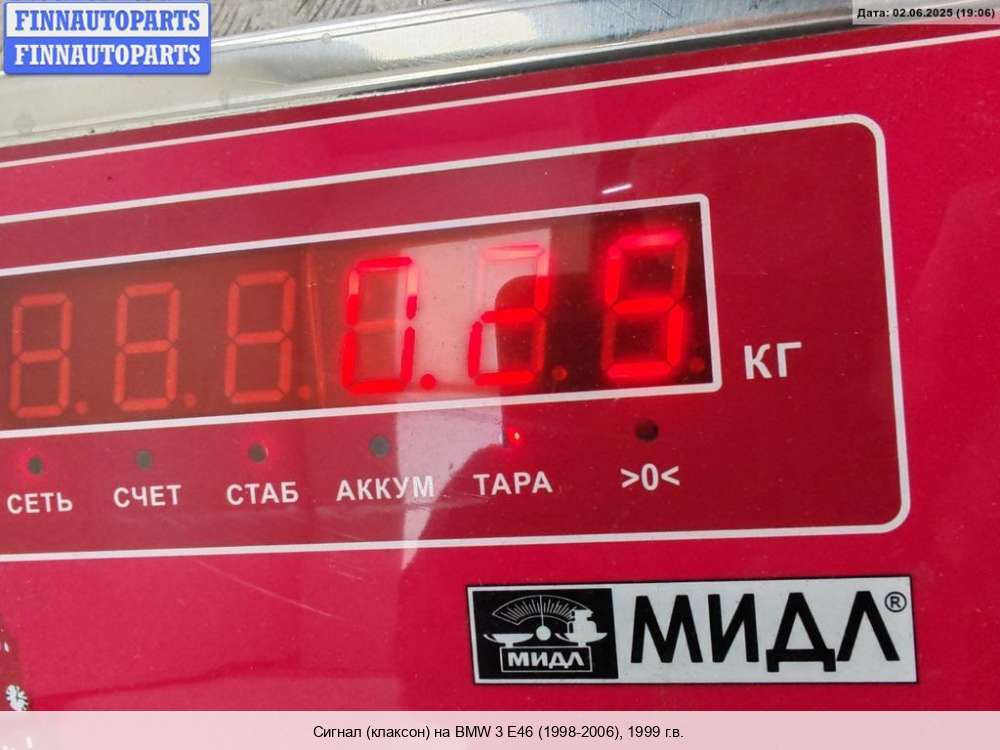 FINNAUTOPARTS
FINNAUTOPARTS
Дата: 02.06.2025 (19:06)
0.25
КГ
СЕТЬ СЧЕТ СТАБ АККУМ ТАРА >0<
МИДЛ
МИДЛ®
Сигнал (клаксон) на BMW 3 E46 (1998-2006), 1999 г.в.